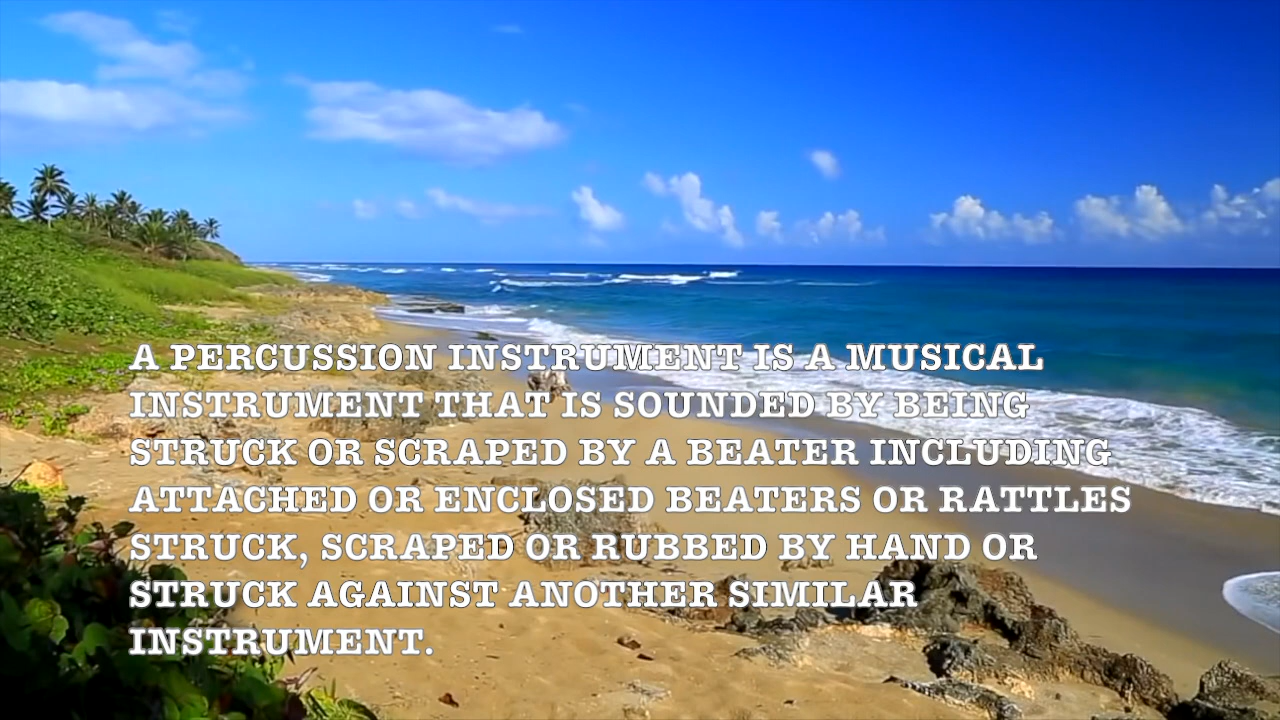 A PERCUSSION INSTRUMENT IS A MUSICAL
INSTRUMENT THAT IS SOUNDED BY BEING
STRUCK OR SCRAPED BY A BEATER INCLUDING
ATTACHED OR ENCLOSED BEATERS OR RATTLES
STRUCK, SCRAPED OR RUBBED BY HAND OR
STRUCK AGAINST ANOTHER SIMILAR
INSTRUMENT.